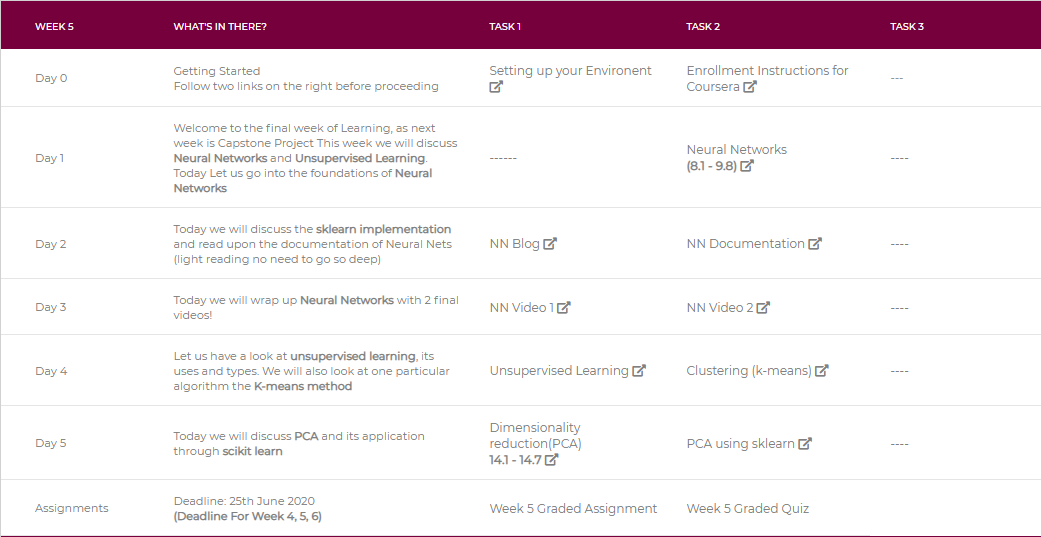 WEEK 5 WHAT'S IN THERE? TASK 1 TASK 2 TASK 3
Day 0
Getting Started
Follow two links on the right before proceeding
Setting up your Environent
Enrollment Instructions for
Coursera
---
Day 1
Welcome to the final week of Learning, as next
week is Capstone Project This week we will discuss
Neural Networks and Unsupervised Learning.
Today Let us go into the foundations of Neural
Networks
------
Neural Networks
(8.1 - 9.8)
----
Day 2
Today we will discuss the sklearn implementation
and read upon the documentation of Neural Nets
(light reading no need to go so deep)
NN Blog
NN Documentation
----
Day 3
Today we will wrap up Neural Networks with 2 final
videos!
NN Video 1
NN Video 2
----
Day 4
Let us have a look at unsupervised learning, its
uses and types. We will also look at one particular
algorithm the K-means method
Unsupervised Learning
Clustering (k-means)
----
Day 5
Today we will discuss PCA and its application
through scikit learn
Dimensionality
reduction(PCA)
14.1 - 14.7
PCA using sklearn
----
Assignments
Deadline: 25th June 2020
(Deadline For Week 4, 5, 6)
Week 5 Graded Assignment
Week 5 Graded Quiz